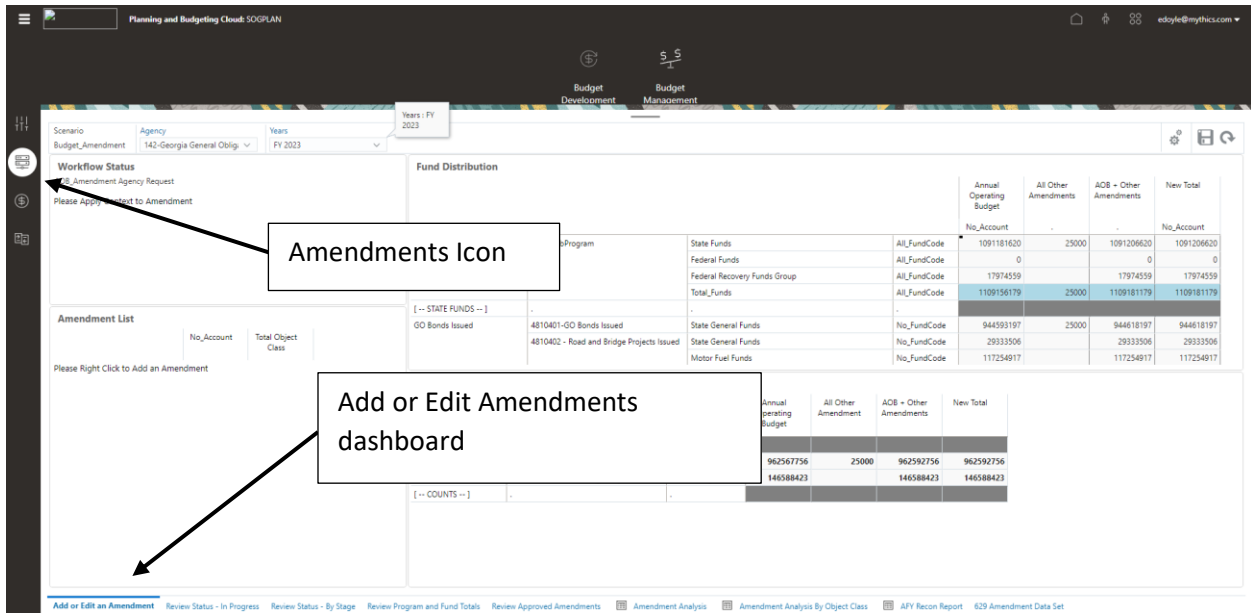 Planning and Budgeting Cloud: SOGPLAN
edoyle@mythics.com
Budget Development
Budget Management
Years : FY 2023
Scenario Agency Years
Budget_Amendment 142-Georgia General Oblig FY 2023
Workflow Status
Amendment Agency Request
Please Apply Context to Amendment
Fund Distribution
Annual Operating Budget All Other Amendments AOB + Other Amendments New Total
No_Account . . No_Account
State Funds All_FundCode 1091181620 25000 1091206620 1091206620
Federal Funds All_FundCode 0 0 0
Federal Recovery Funds Group All_FundCode 17974559 17974559 17974559
Total_Funds All_FundCode 1109156179 25000 1109181179 1109181179
[ -- STATE FUNDS -- ] . . .
GO Bonds Issued 4810401-GO Bonds Issued State General Funds No_FundCode 944593197 25000 944618197 944618197
4810402 - Road and Bridge Projects Issued State General Funds No_FundCode 29333506 29333506 29333506
Motor Fuel Funds No_FundCode 117254917 117254917 117254917
Amendments Icon
Amendment List
No_Account Total Object Class
Please Right Click to Add an Amendment
Add or Edit Amendments
dashboard
Annual Budget All Other Amendment AOB + Other Amendments New Total
962567756 25000 962592756 962592756
146588423 146588423 146588423
[ -- COUNTS -- ] . .
Add or Edit an Amendment Review Status - In Progress Review Status - By Stage Review Program and Fund Totals Review Approved Amendments Amendment Analysis Amendment Analysis By Object Class AFY Recon Report 629 Amendment Data Set